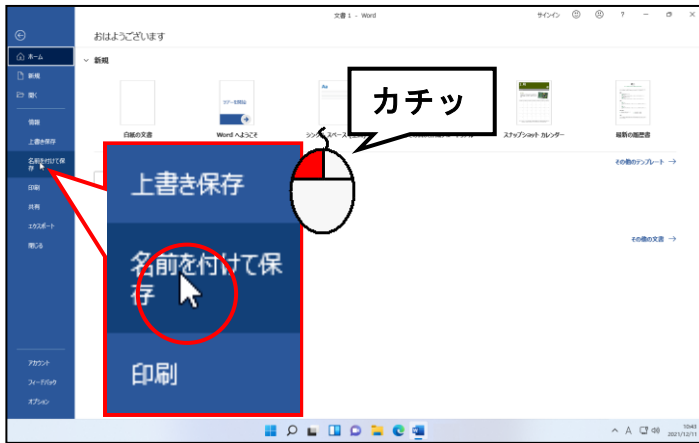 文書 1 - Word
サインイン
?
おはようございます
ホーム
新規
開く
情報
上書き保存
名前を付けて保
存
印刷
共有
エクスポート
閉じる
アカウント
フィードバック
オプション
新規
白紙の文書
Word へようこそ
Aa
スナップショット カレンダー
最新の履歴書
その他のテンプレート →
その他の文書 →
カチッ
上書き保存
名前を付けて保
存
印刷
A
10:43
2021/12/11